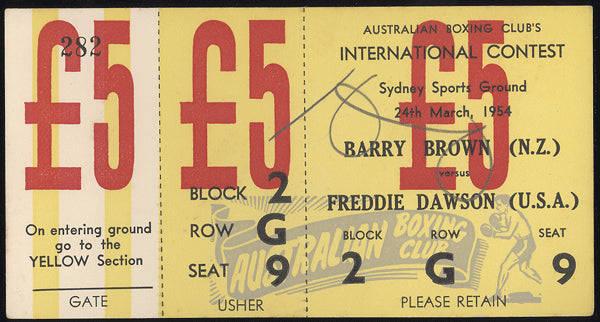 £5
282
On entering ground
go to the
YELLOW Section
GATE
£5
BLOCK 2
ROW G
SEAT 9
USHER
£5
AUSTRALIAN BOXING CLUB'S
INTERNATIONAL CONTEST
Sydney Sports Ground
24th March, 1954
BARRY BROWN (N.Z.)
versus
FREDDIE DAWSON (U.S.A.)
AUSTRALIAN BOXING CLUB
BLOCK ROW SEAT
2 G 9
PLEASE RETAIN